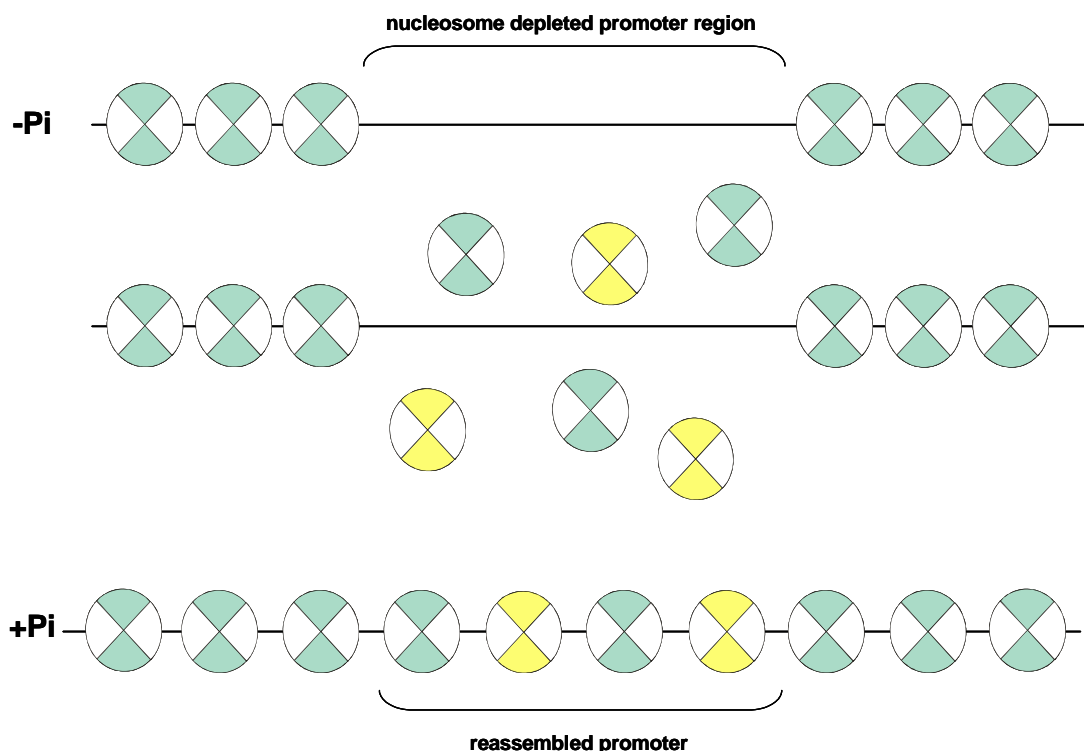 nucleosome depleted promoter region
-Pi
+Pi
reassembled promoter